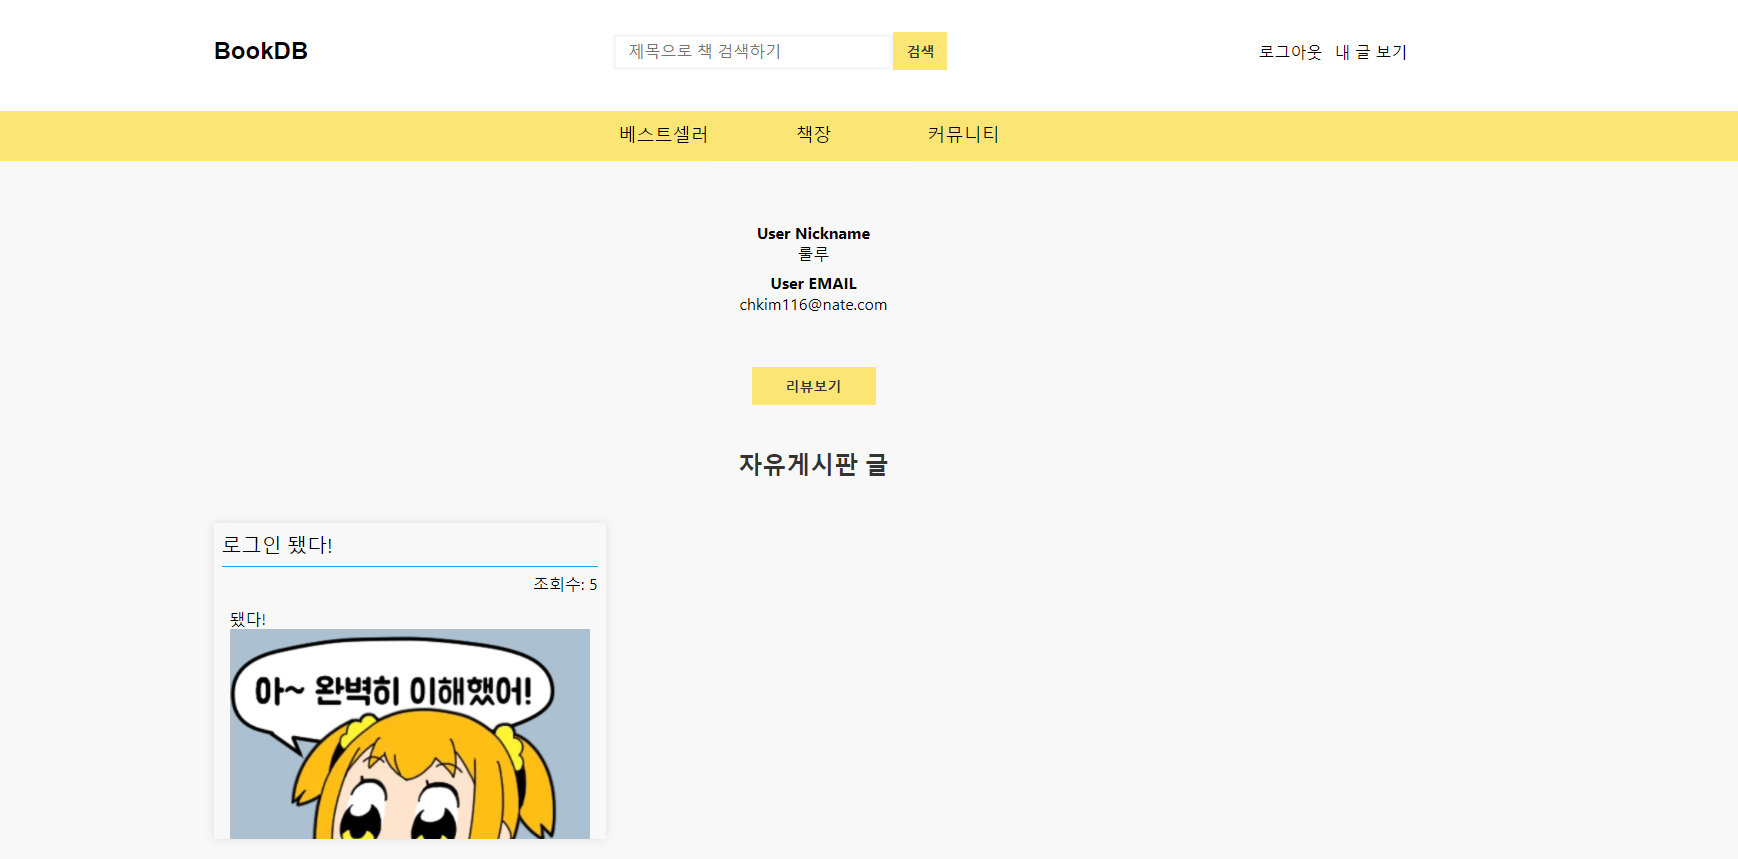 BookDB
제목으로 책 검색하기
검색
로그아웃 내 글 보기
베스트셀러 책장 커뮤니티
User Nickname
룰루
User EMAIL
chkim116@nate.com
리뷰보기
자유게시판 글
로그인 됐다!
조회수: 5
됐다!
아~ 완벽히 이해했어!